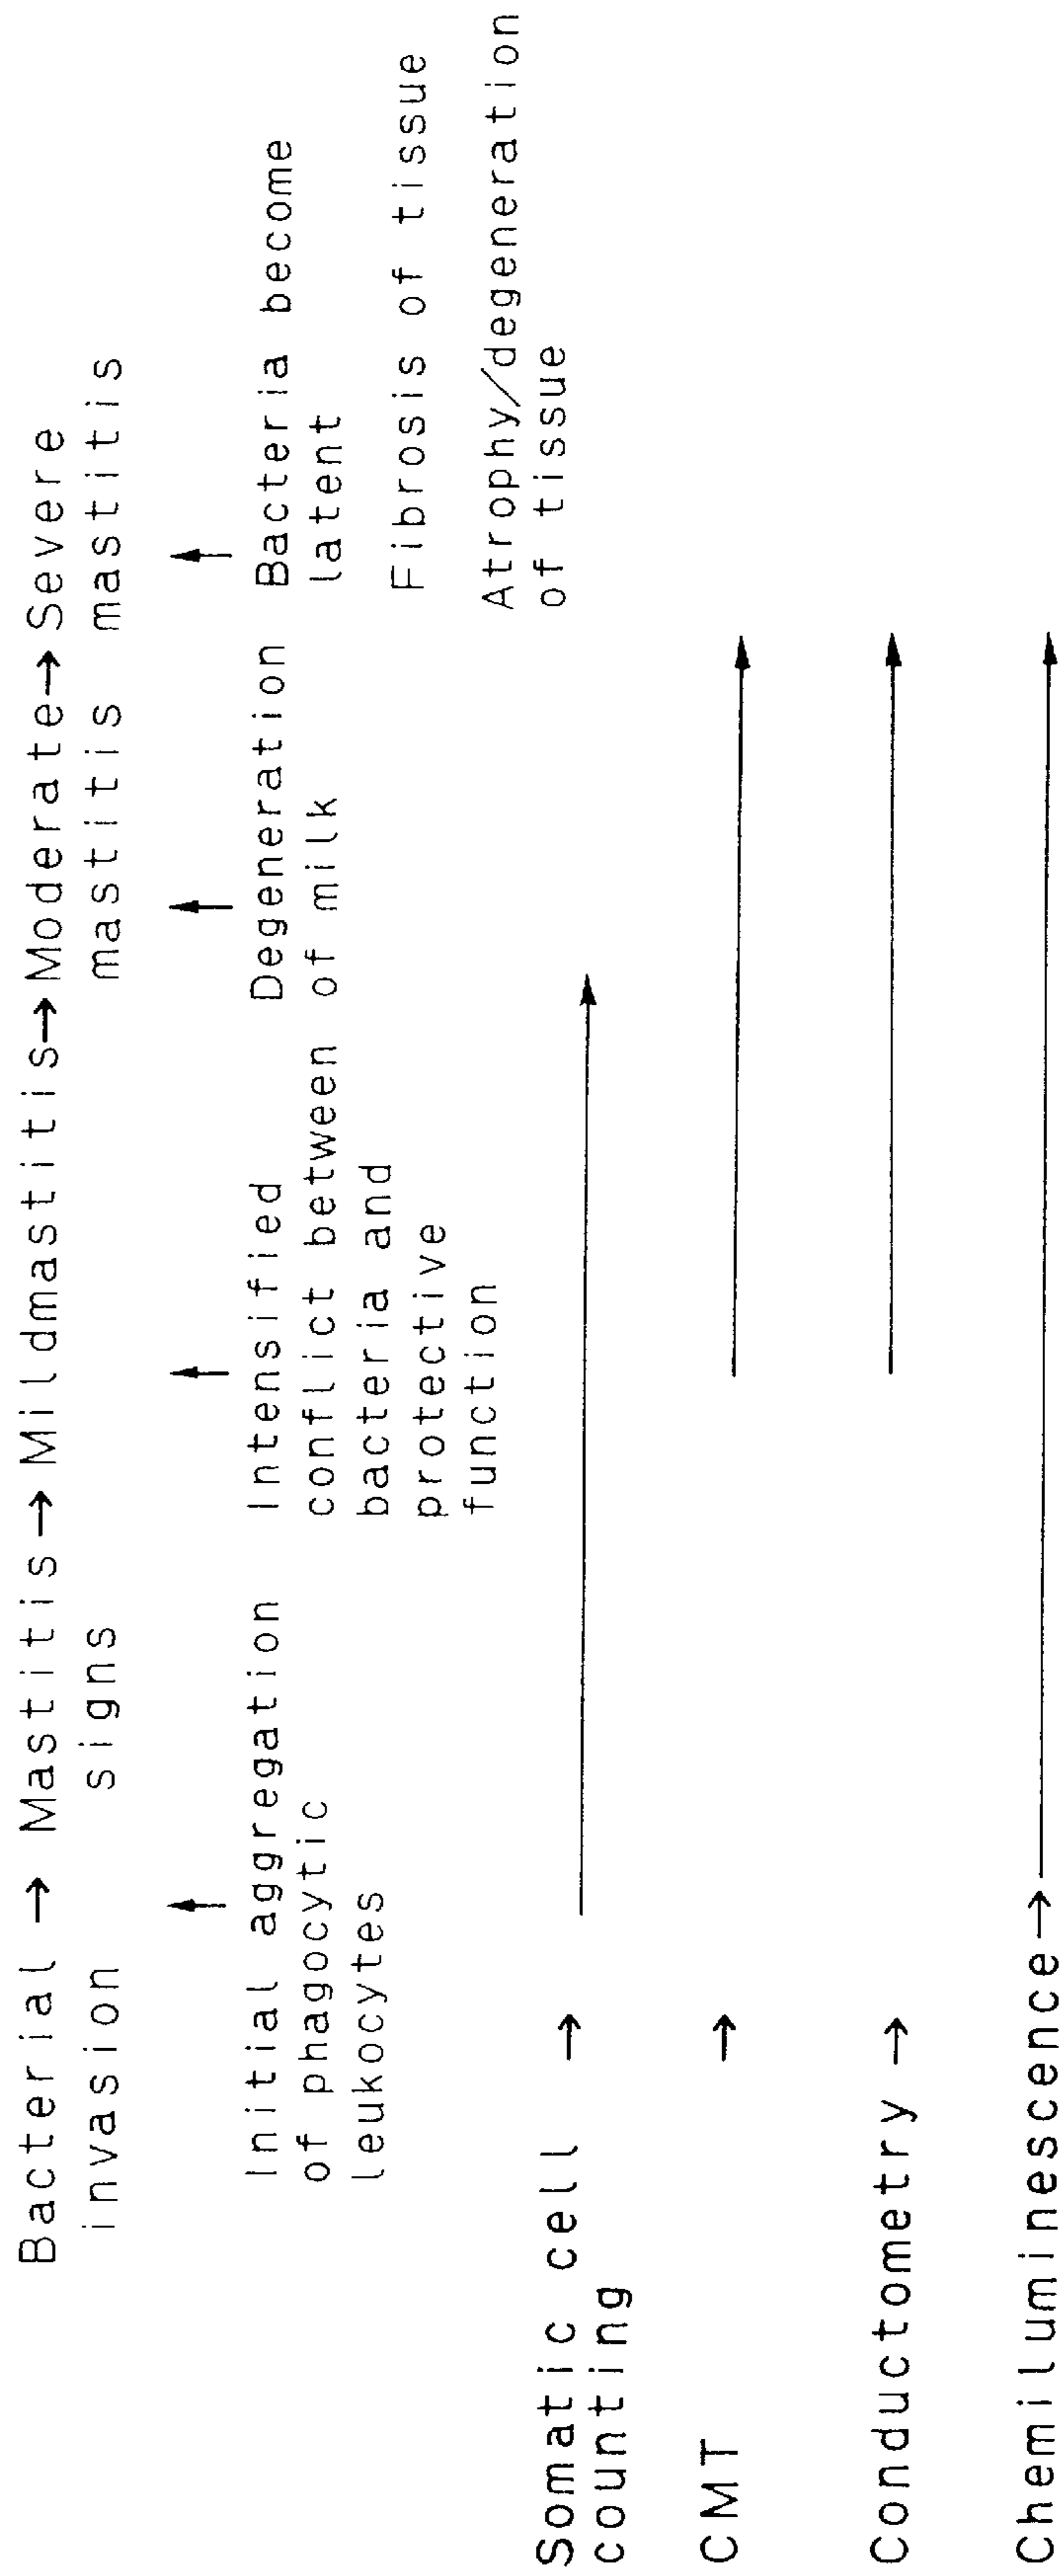 Bacterial → Mastitis → Mildmastitis → Moderate → Severe
invasion signs mastitis mastitis
Initial aggregation
of phagocytic
leukocytes
Intensified
conflict between
bacteria and
protective
function
Degeneration
of milk
Bacteria become
latent
Fibrosis of tissue
Atrophy/degeneration
of tissue
Somatic cell →
counting
CMT →
Conductometry →
Chemiluminescence →